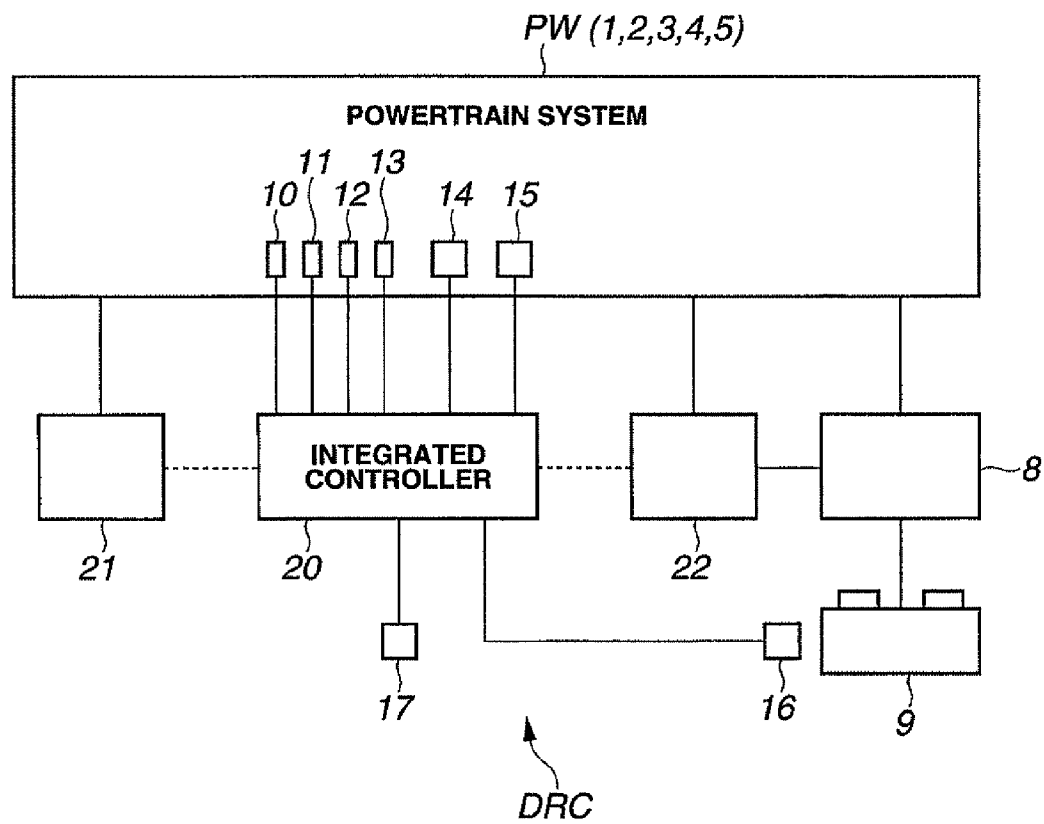 PW (1,2,3,4,5)
POWERTRAIN SYSTEM
10 11 12 13 14 15
INTEGRATED
CONTROLLER
8
21 20 22
17 16 9
DRC